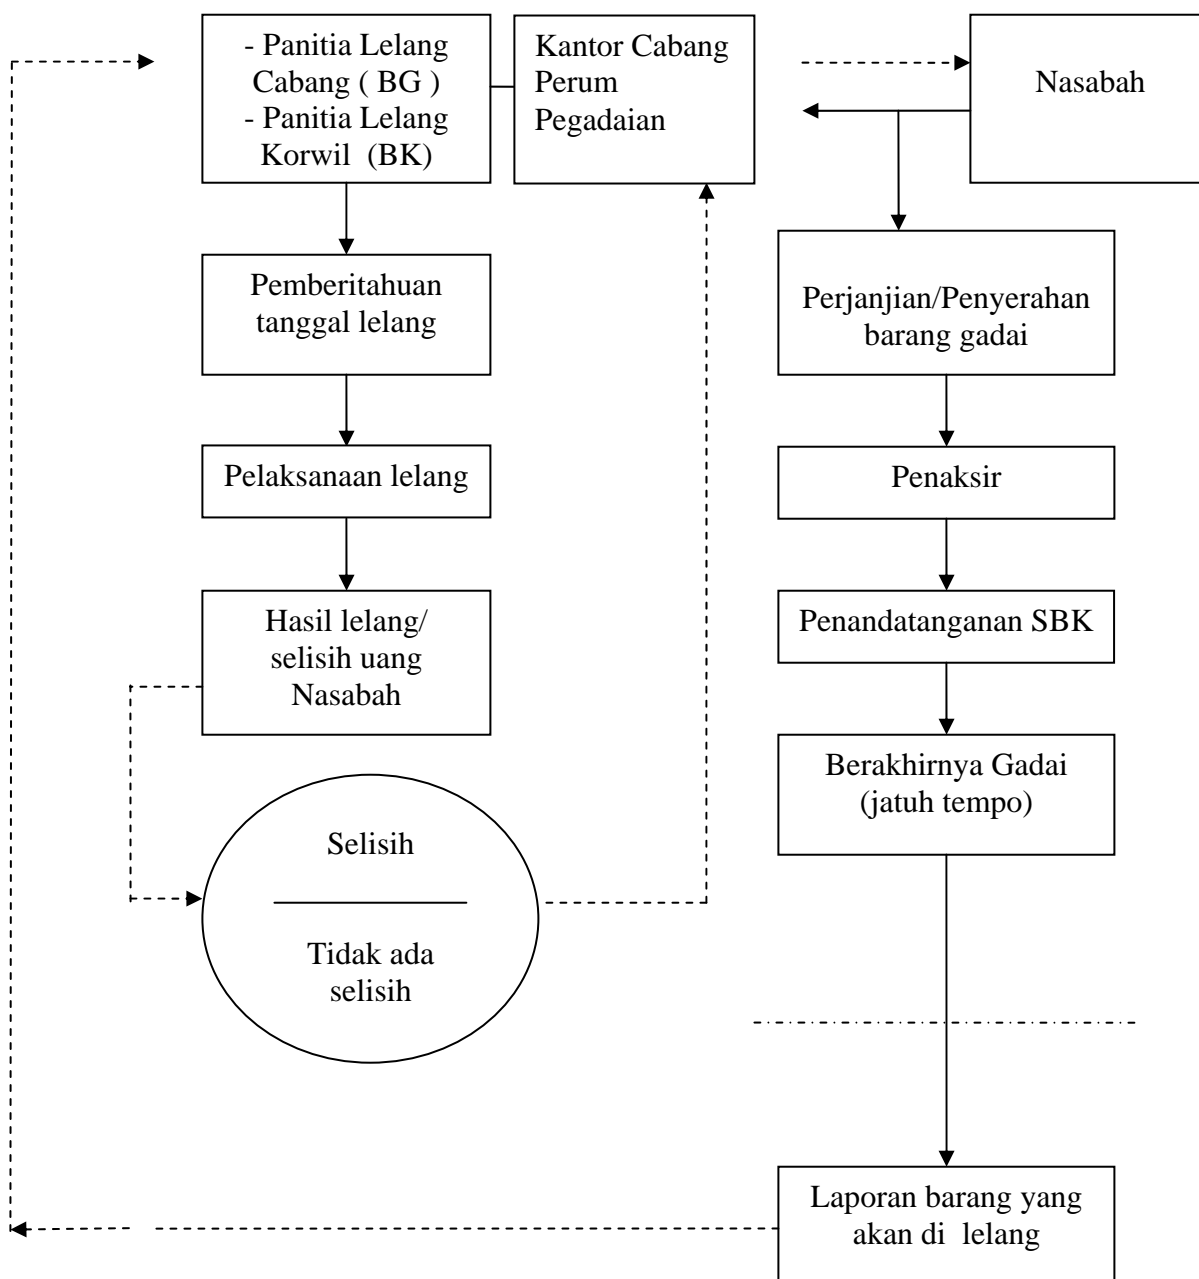 - Panitia Lelang
Cabang ( BG )
- Panitia Lelang
Korwil (BK)
Kantor Cabang
Perum
Pegadaian
Nasabah
Pemberitahuan
tanggal lelang
Perjanjian/Penyerahan
barang gadai
Pelaksanaan lelang
Penaksir
Hasil lelang/
selisih uang
Nasabah
Penandatanganan SBK
Berakhirnya Gadai
(jatuh tempo)
Selisih
Tidak ada
selisih
Laporan barang yang
akan di lelang